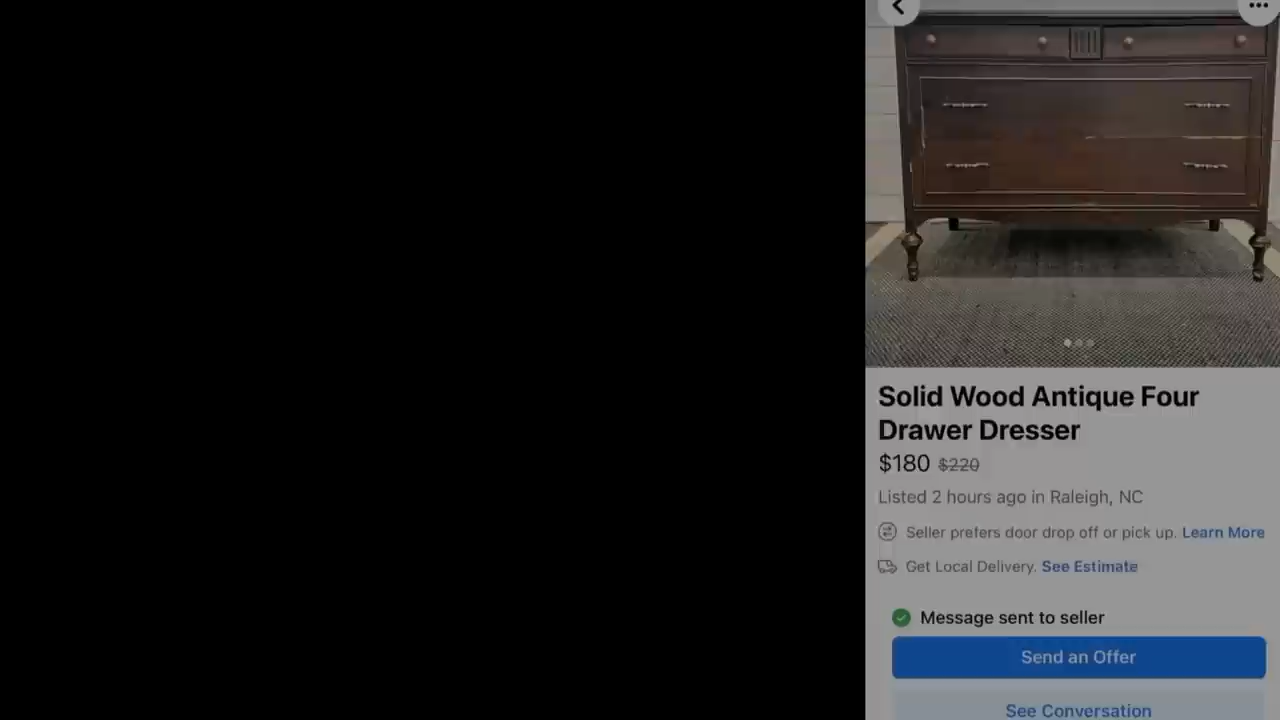 Solid Wood Antique Four
Drawer Dresser
$180 $220
Listed 2 hours ago in Raleigh, NC
Seller prefers door drop off or pick up. Learn More
Get Local Delivery. See Estimate
Message sent to seller
Send an Offer
See Conversation